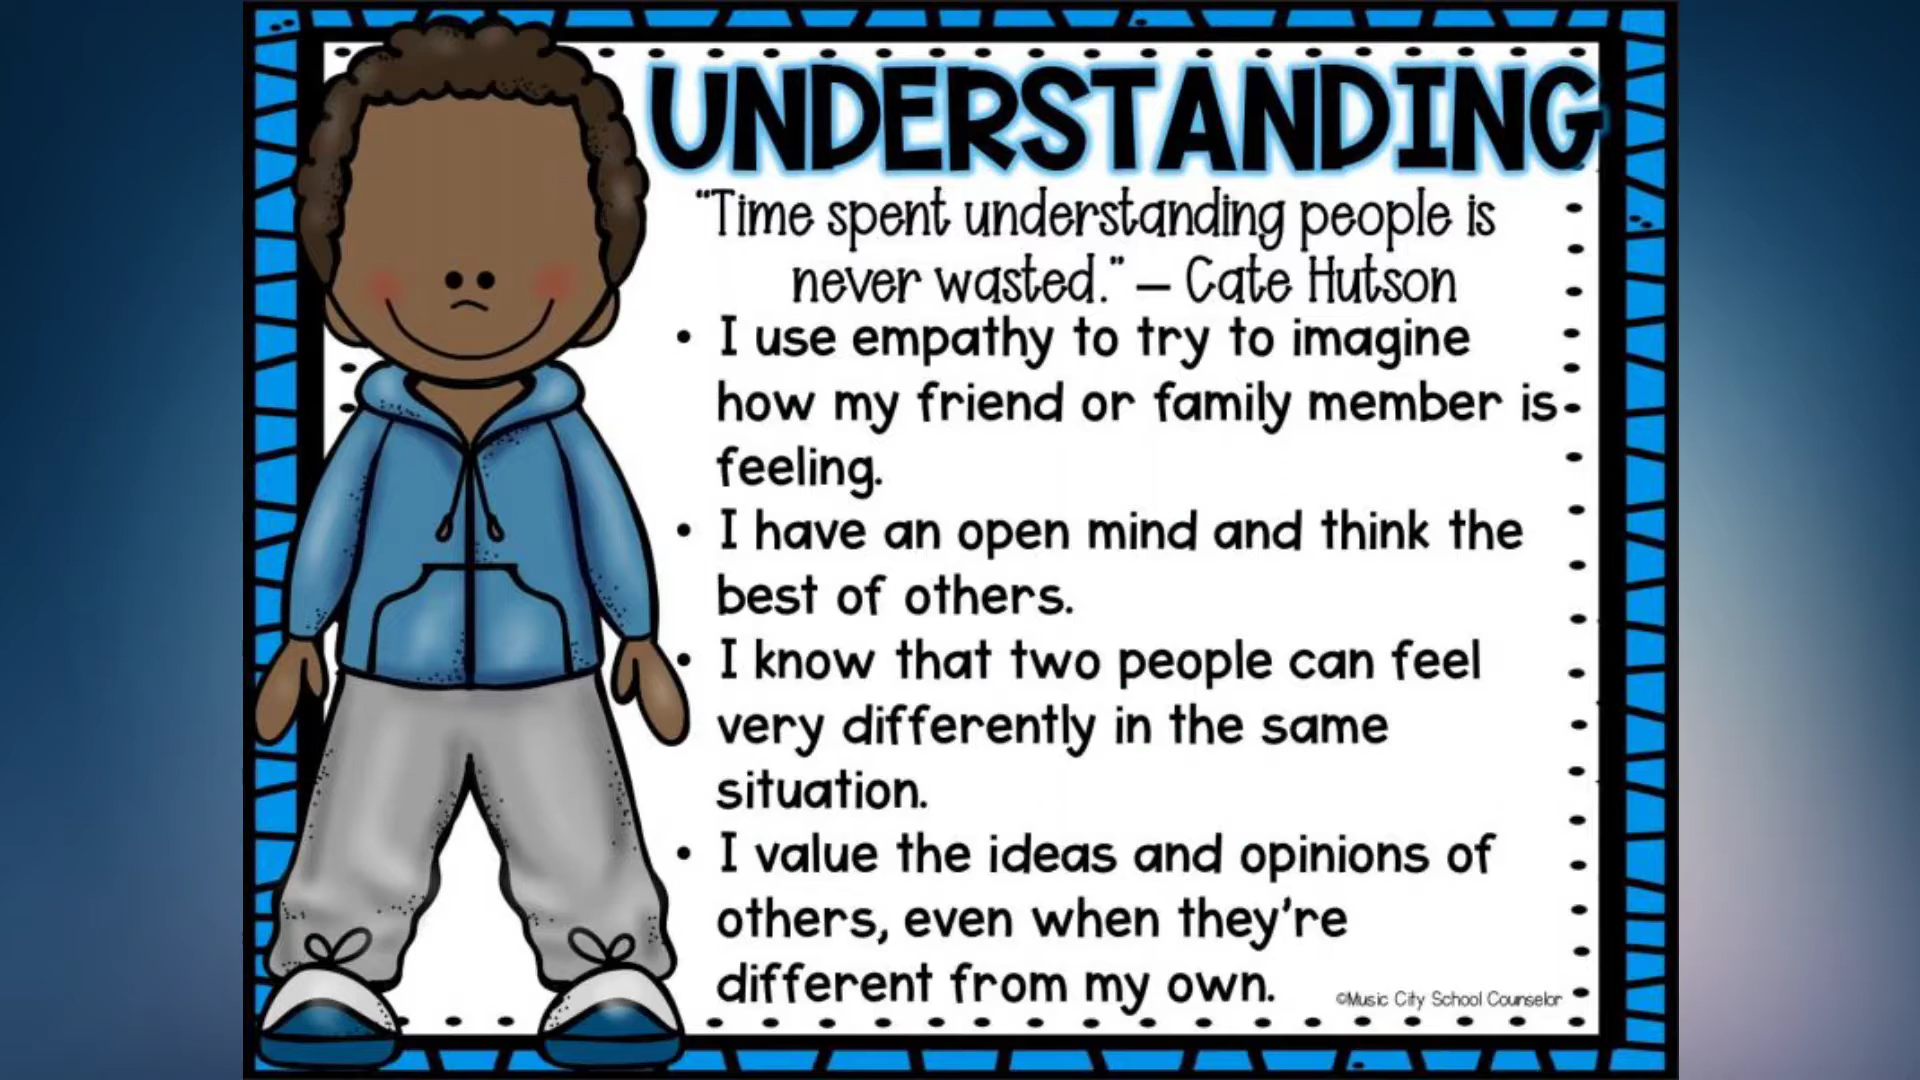 UNDERSTANDING
"Time spent understanding people is
never wasted." – Cate Hutson
• I use empathy to try to imagine
how my friend or family member is
feeling.
• I have an open mind and think the
best of others.
• I know that two people can feel
very differently in the same
situation.
• I value the ideas and opinions of
others, even when they're
different from my own.
©Music City School Counselor